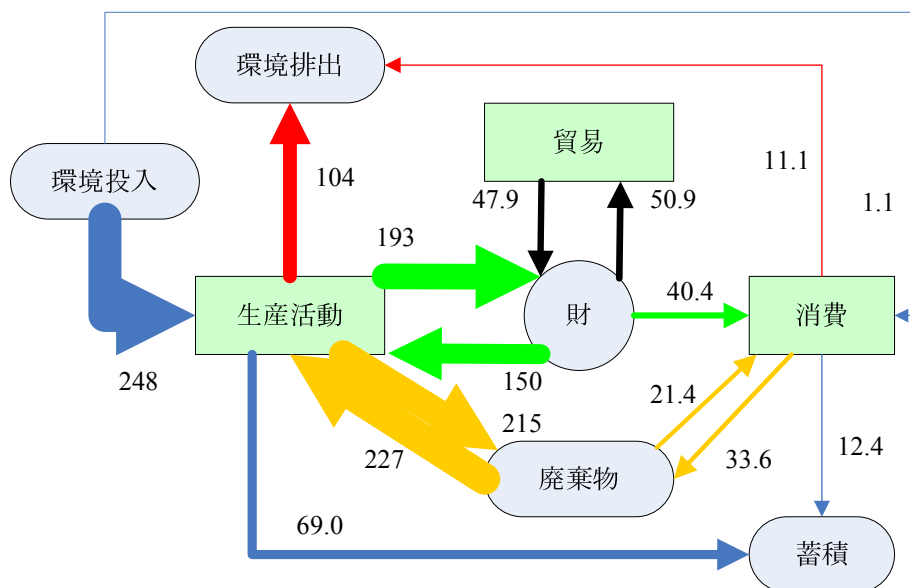 環境排出
貿易
環境投入
104
47.9
50.9
11.1
1.1
193
生産活動
財
40.4
消費
248
150
21.4
215
227
廃棄物
33.6
12.4
69.0
蓄積